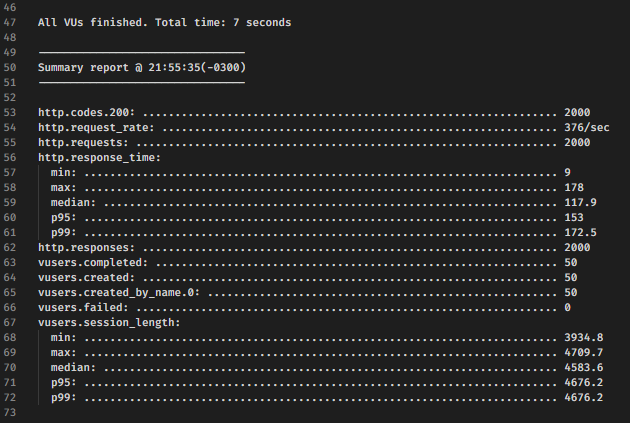 46
47 All VUs finished. Total time: 7 seconds
48
49 --------------------------------
50 Summary report @ 21:55:35(-0300)
51 --------------------------------
52
53 http.codes.200: ................................................................ 2000
54 http.request_rate: ............................................................. 376/sec
55 http.requests: ................................................................. 2000
56 http.response_time:
57 min: ......................................................................... 9
58 max: ......................................................................... 178
59 median: ...................................................................... 117.9
60 p95: ......................................................................... 153
61 p99: ......................................................................... 172.5
62 http.responses: ................................................................ 2000
63 vusers.completed: .............................................................. 50
64 vusers.created: ................................................................ 50
65 vusers.created_by_name.0: ...................................................... 50
66 vusers.failed: ................................................................. 0
67 vusers.session_length:
68 min: ......................................................................... 3934.8
69 max: ......................................................................... 4709.7
70 median: ...................................................................... 4583.6
71 p95: ......................................................................... 4676.2
72 p99: ......................................................................... 4676.2
73